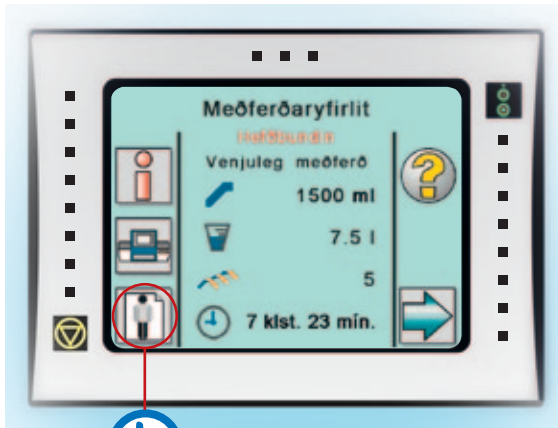 Meðferðaryfirlit
Venjuleg meðferð
1500 ml
7.5 l
5
7 klst. 23 mín.